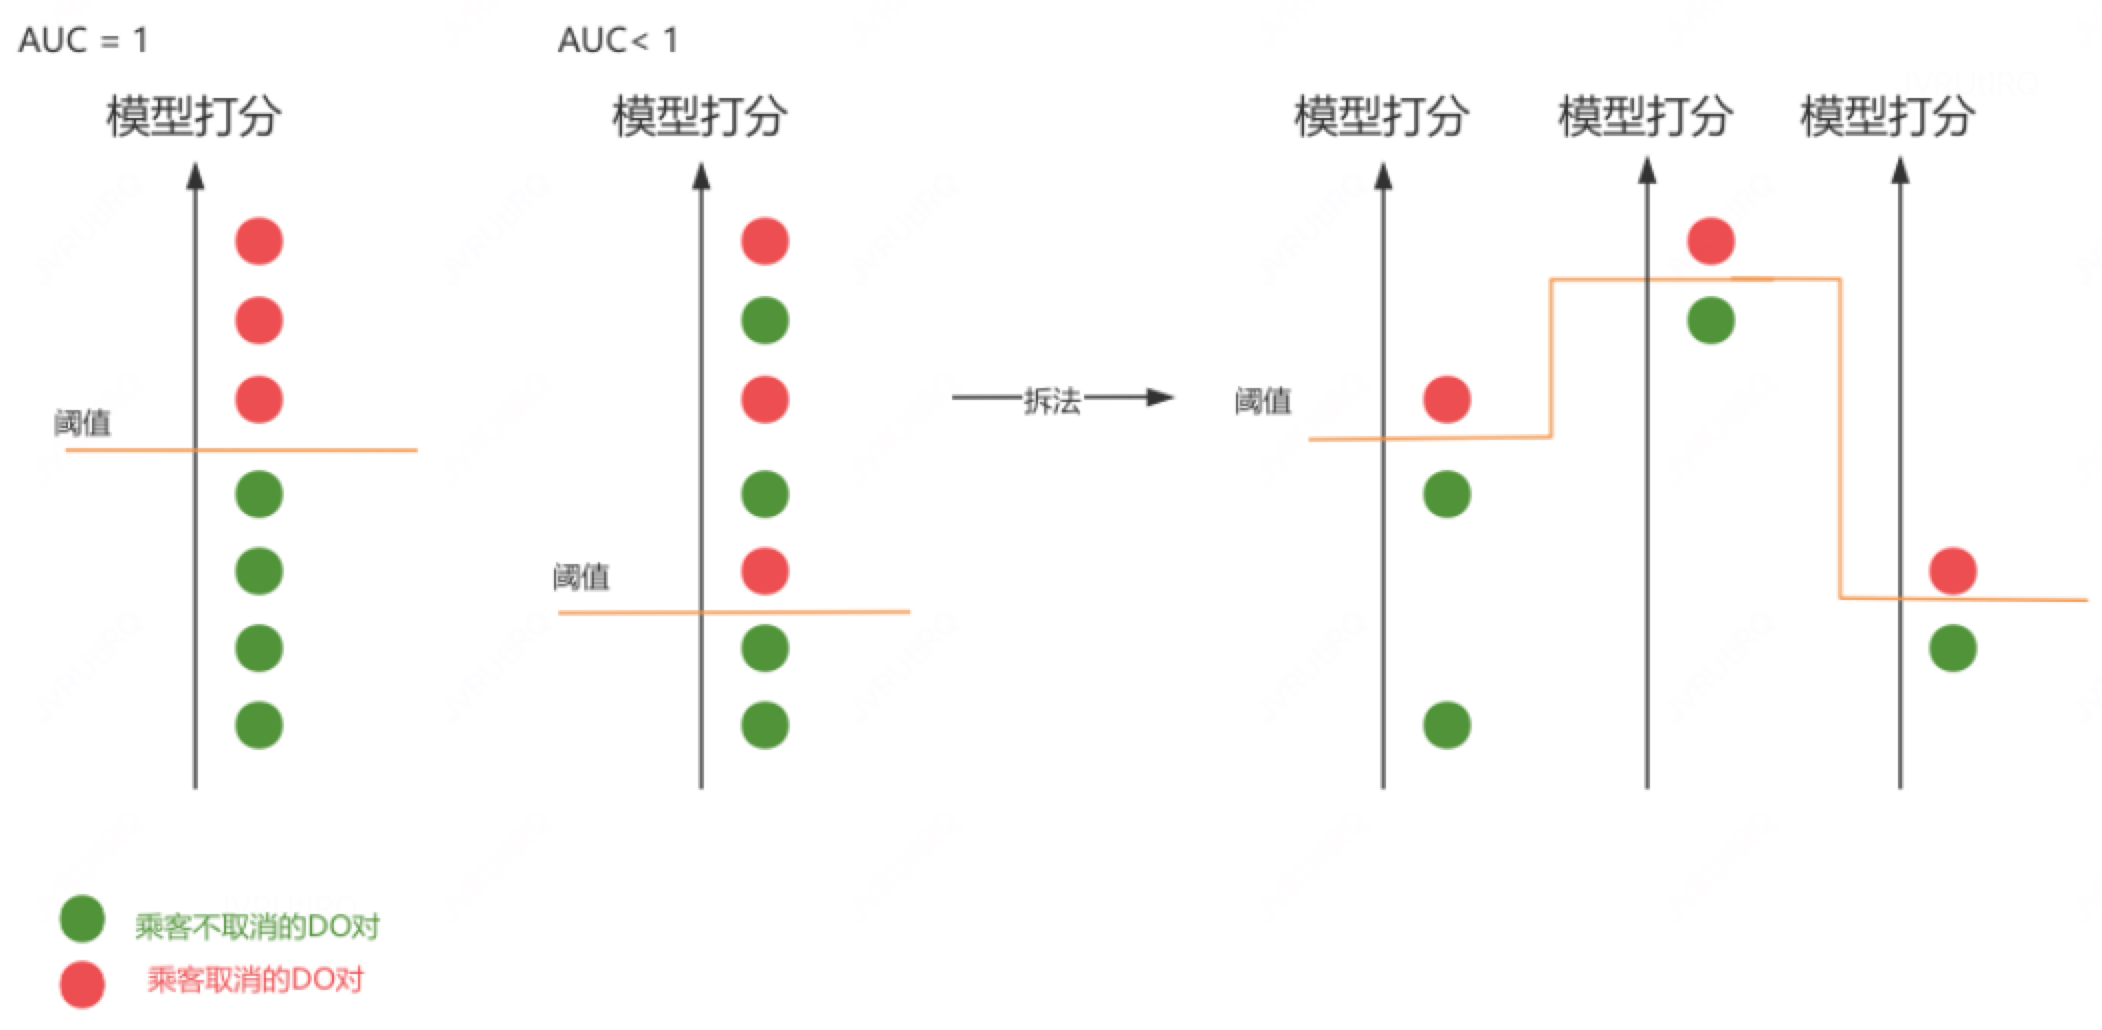 AUC = 1
AUC< 1
模型打分
模型打分
模型打分
模型打分
模型打分
阈值
阈值
拆法
阈值
乘客不取消的DO对
乘客取消的DO对